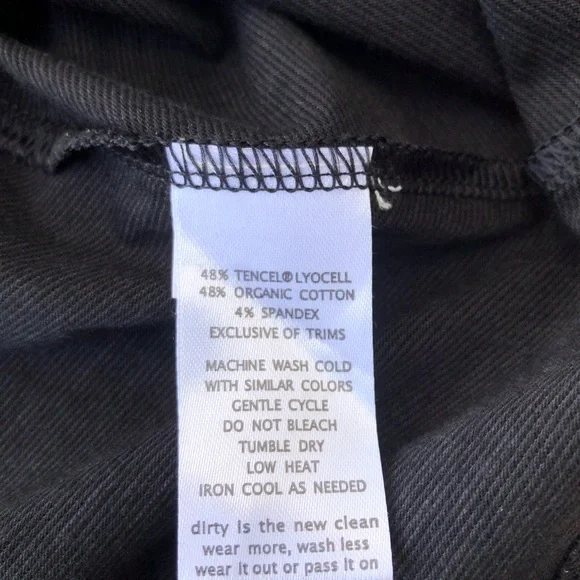 48% TENCEL® LYOCELL
48% ORGANIC COTTON
4% SPANDEX
EXCLUSIVE OF TRIMS
MACHINE WASH COLD
WITH SIMILAR COLORS
GENTLE CYCLE
DO NOT BLEACH
TUMBLE DRY
LOW HEAT
IRON COOL AS NEEDED
dirty is the new clean
wear more, wash less
wear it out or pass it on